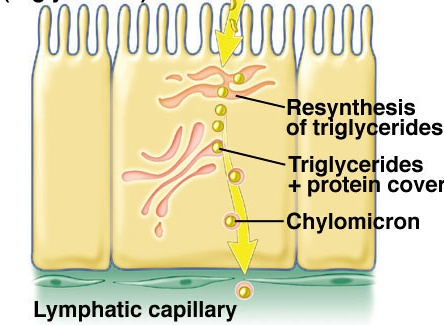 Resynthesis
of triglycerides
Triglycerides
+ protein cover
Chylomicron
Lymphatic capillary